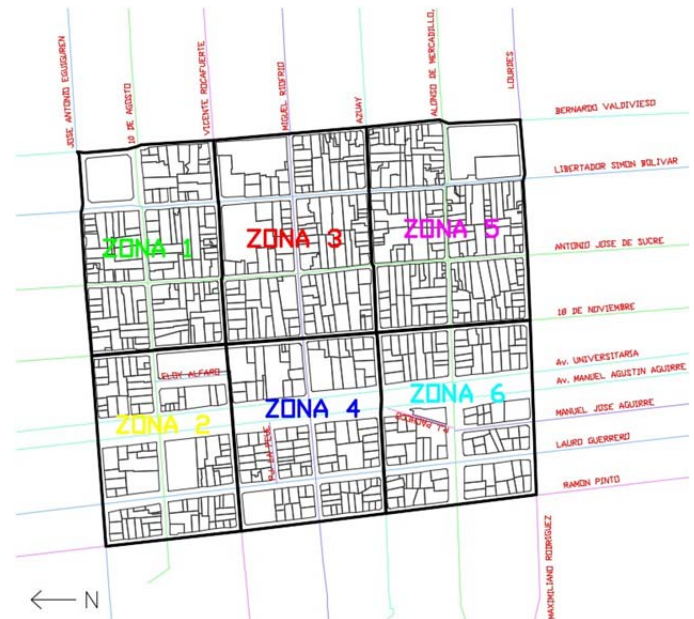 JOSE ANTONIO EGUIGUREN
10 DE AGOSTO
VICENTE ROCAFUERTE
MIGUEL RIOFRIO
AZUAY
ALONSO DE MERCADILLO,
LOURDES
BERNARDO VALDIVIESO
LIBERTADOR SIMON BOLIVAR
ANTONIO JOSE DE SUCRE
18 DE NOVIEMBRE
Av. UNIVERSITARIA
Av. MANUEL AGUSTIN AGUIRRE
MANUEL JOSE AGUIRRE
LAURO GUERRERO
RAMON PINTO
MAXIMILIANO RODRIGUEZ
ZONA 1
ZONA 3
ZONA 5
ELOY ALFARO
ZONA 2
ZONA 4
ZONA 6
PJ PACIFICO
N